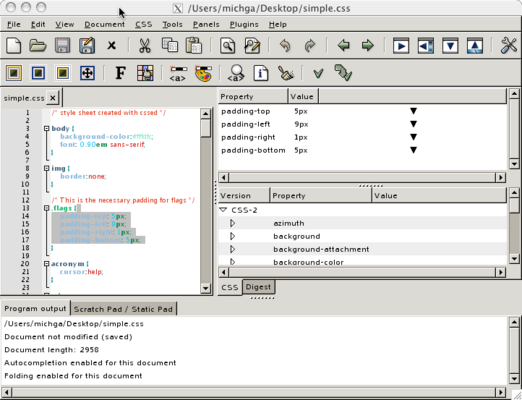 /Users/michga/Desktop/simple.css
File Edit View Document CSS Tools Panels Plugins Help
simple.css
1 /* style sheet created with cssed */
2
3 body {
4 background-color:#ffffff;
5 font: 0.90em sans-serif;
6 }
7
8 img {
9 border:none;
10 }
11
12 /* This is the necessary padding for flags */
13 .flags {
14 padding-top: 5px;
15 padding-left: 9px;
16 padding-right: 1px;
17 padding-bottom: 5px;
18 }
19
20 acronym {
21 cursor:help;
22 }
23
Property Value
padding-top 5px
padding-left 9px
padding-right 1px
padding-bottom 5px
Version Property Value
CSS-2
azimuth
background
background-attachment
background-color
CSS Digest
Program output Scratch Pad / Static Pad
/Users/michga/Desktop/simple.css
Document not modified (saved)
Document length: 2958
Autocompletion enabled for this document
Folding enabled for this document